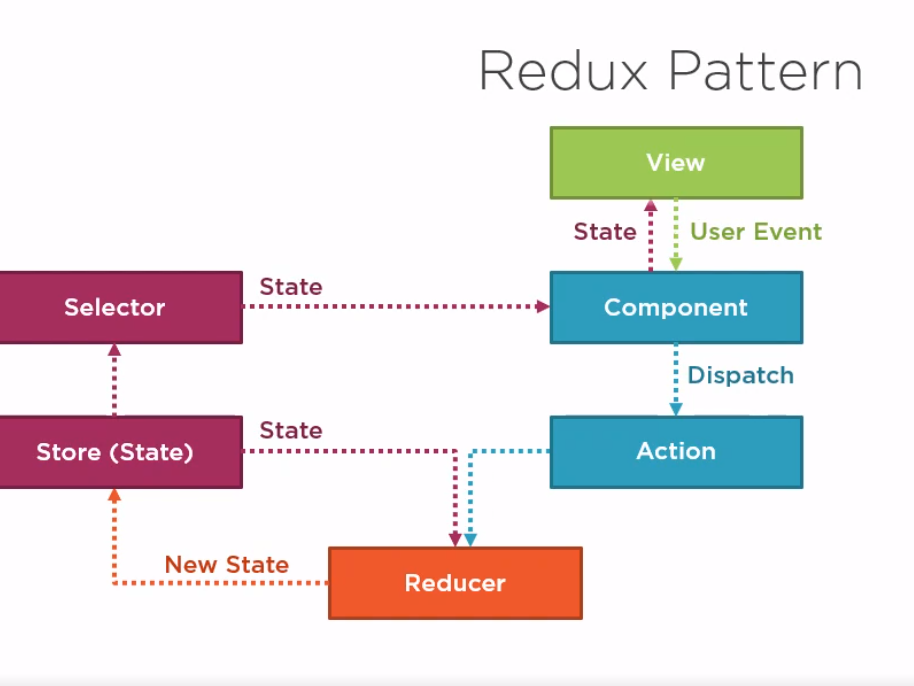 Redux Pattern
View
State
User Event
Selector
State
Component
Dispatch
Store (State)
State
Action
New State
Reducer